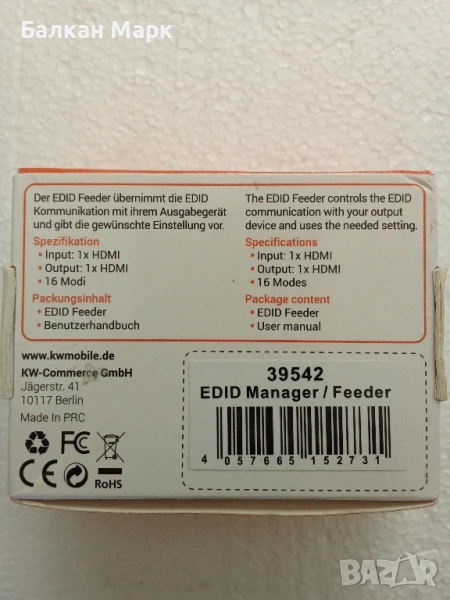 Балкан Марк
Der EDID Feeder übernimmt die EDID
Kommunikation mit ihrem Ausgabegerät
und gibt die gewünschte Einstellung vor.
Spezifikation
• Input: 1x HDMI
• Output: 1x HDMI
• 16 Modi
Packungsinhalt
• EDID Feeder
• Benutzerhandbuch
The EDID Feeder controls the EDID
communication with your output
device and uses the needed setting.
Specifications
• Input: 1x HDMI
• Output: 1x HDMI
• 16 Modes
Package content
• EDID Feeder
• User manual
www.kwmobile.de
KW-Commerce GmbH
Jägerstr. 41
10117 Berlin
Made In PRC
FC
CE
RoHS
39542
EDID Manager / Feeder
4 057665 152731
BAZAR